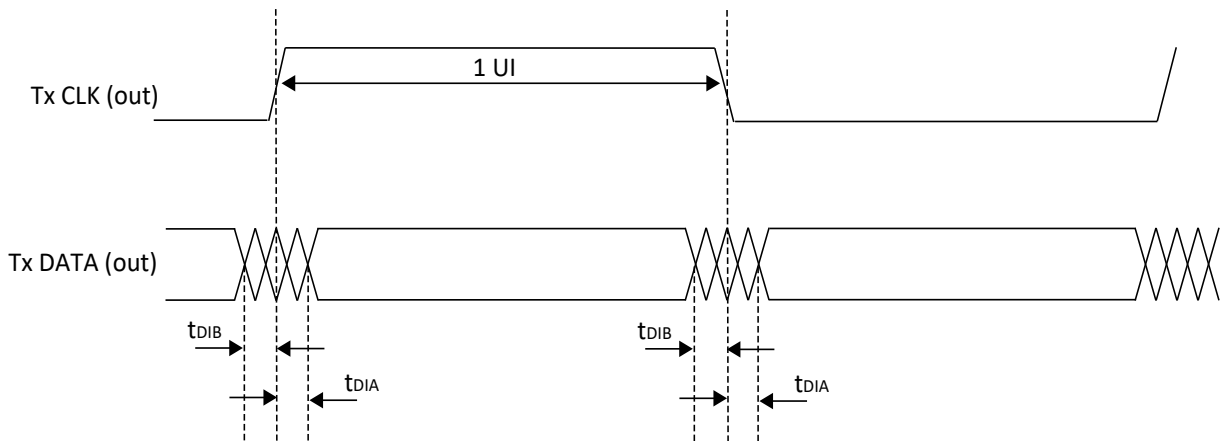 1 UI
Tx CLK (out)
Tx DATA (out)
tDIB
tDIB
tDIA
tDIA